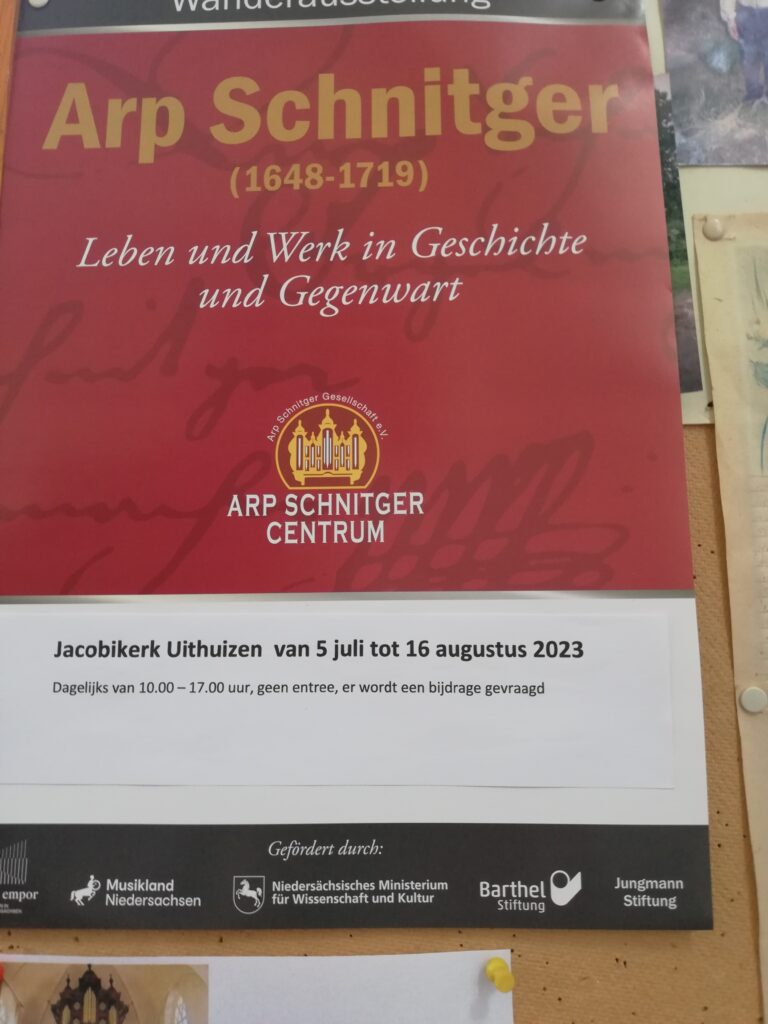 Wanderausstellung
Arp Schnitger
(1648-1719)
Leben und Werk in Geschichte
und Gegenwart
Arp Schnitger Gesellschaft e.V.
ARP SCHNITGER
CENTRUM
Jacobikerk Uithuizen van 5 juli tot 16 augustus 2023
Dagelijks van 10.00 – 17.00 uur, geen entree, er wordt een bijdrage gevraagd
Gefördert durch:
empor
Musikland
Niedersachsen
Niedersächsisches Ministerium
für Wissenschaft und Kultur
Barthel
Stiftung
Jungmann
Stiftung